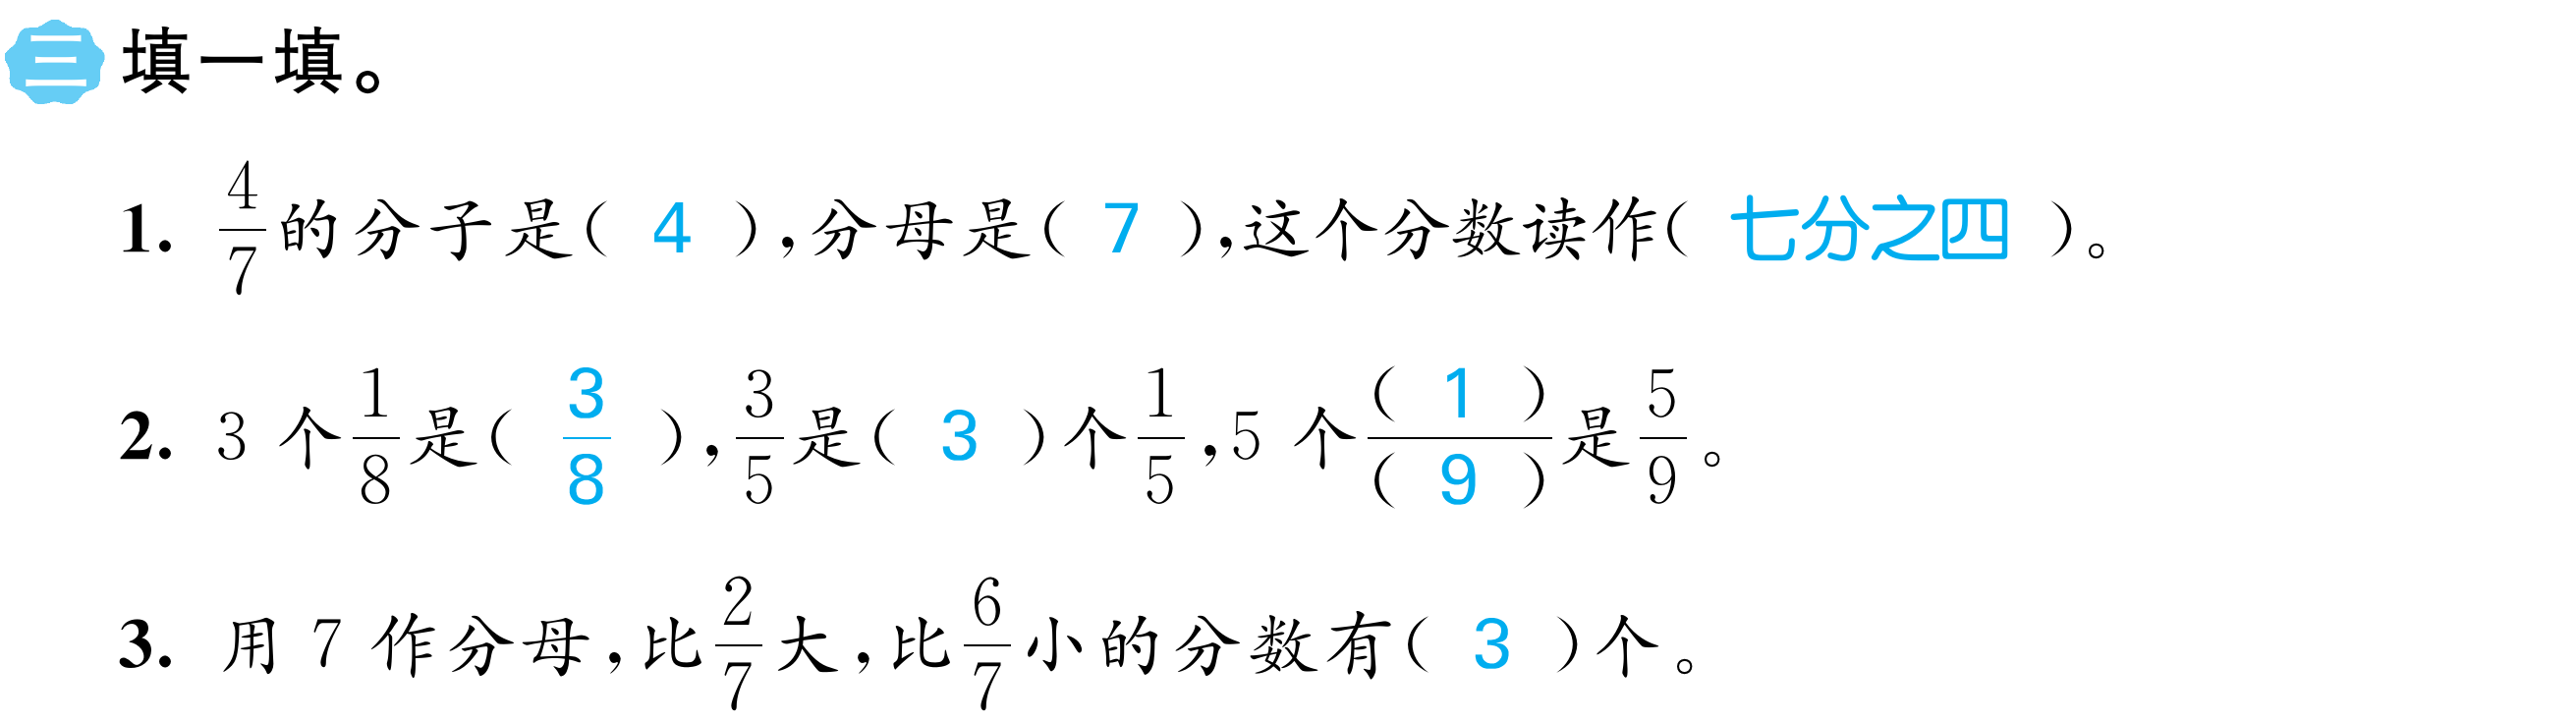 三 填一填。
1. 4/7的分子是( 4 ),分母是( 7 ),这个分数读作( 七分之四 )。
2. 3 个1/8是( 3/8 ),3/5是( 3 )个1/5,5 个( 1 )/( 9 )是5/9。
3. 用 7 作分母,比2/7大,比6/7小的分数有( 3 )个。